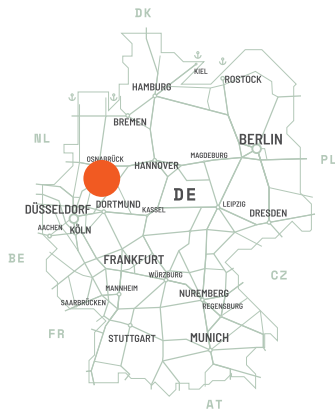 DK
KIEL
ROSTOCK
HAMBURG
BREMEN
NL
BERLIN
OSNABRÜCK
MAGDEBURG
PL
HANNOVER
DE
DORTMUND
LEIPZIG
DÜSSELDORF
KASSEL
DRESDEN
AACHEN
KÖLN
BE
FRANKFURT
CZ
WÜRZBURG
MANNHEIM
NUREMBERG
SAARBRÜCKEN
REGENSBURG
FR
STUTTGART
MUNICH
AT